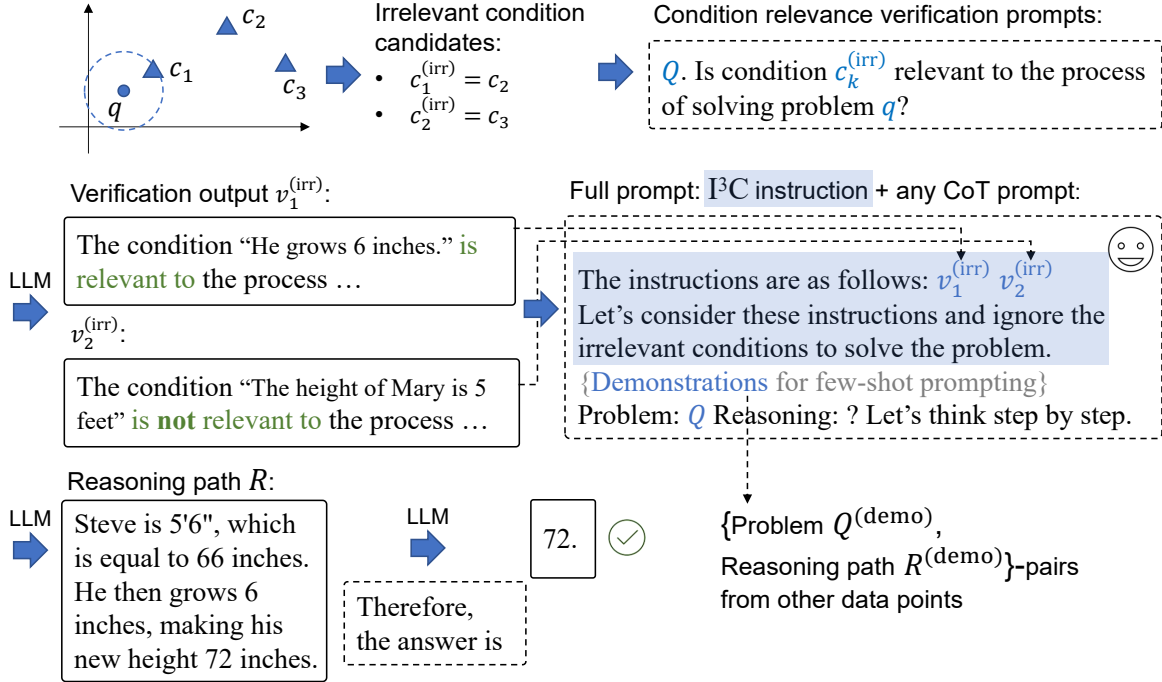 c₂
c₁
c₃
q
Irrelevant condition
candidates:
• c₁^(irr) = c₂
• c₂^(irr) = c₃
Condition relevance verification prompts:
Q. Is condition cₖ^(irr) relevant to the process
of solving problem q?
Verification output v₁^(irr):
LLM
The condition “He grows 6 inches.” is
relevant to the process …
v₂^(irr):
The condition “The height of Mary is 5
feet” is not relevant to the process …
Full prompt: I³C instruction + any CoT prompt:
The instructions are as follows: v₁^(irr) v₂^(irr)
Let’s consider these instructions and ignore the
irrelevant conditions to solve the problem.
{Demonstrations for few-shot prompting}
Problem: Q Reasoning: ? Let’s think step by step.
Reasoning path R:
LLM
Steve is 5'6", which
is equal to 66 inches.
He then grows 6
inches, making his
new height 72 inches.
LLM
Therefore,
the answer is
72.
{Problem Q^(demo),
Reasoning path R^(demo)}-pairs
from other data points